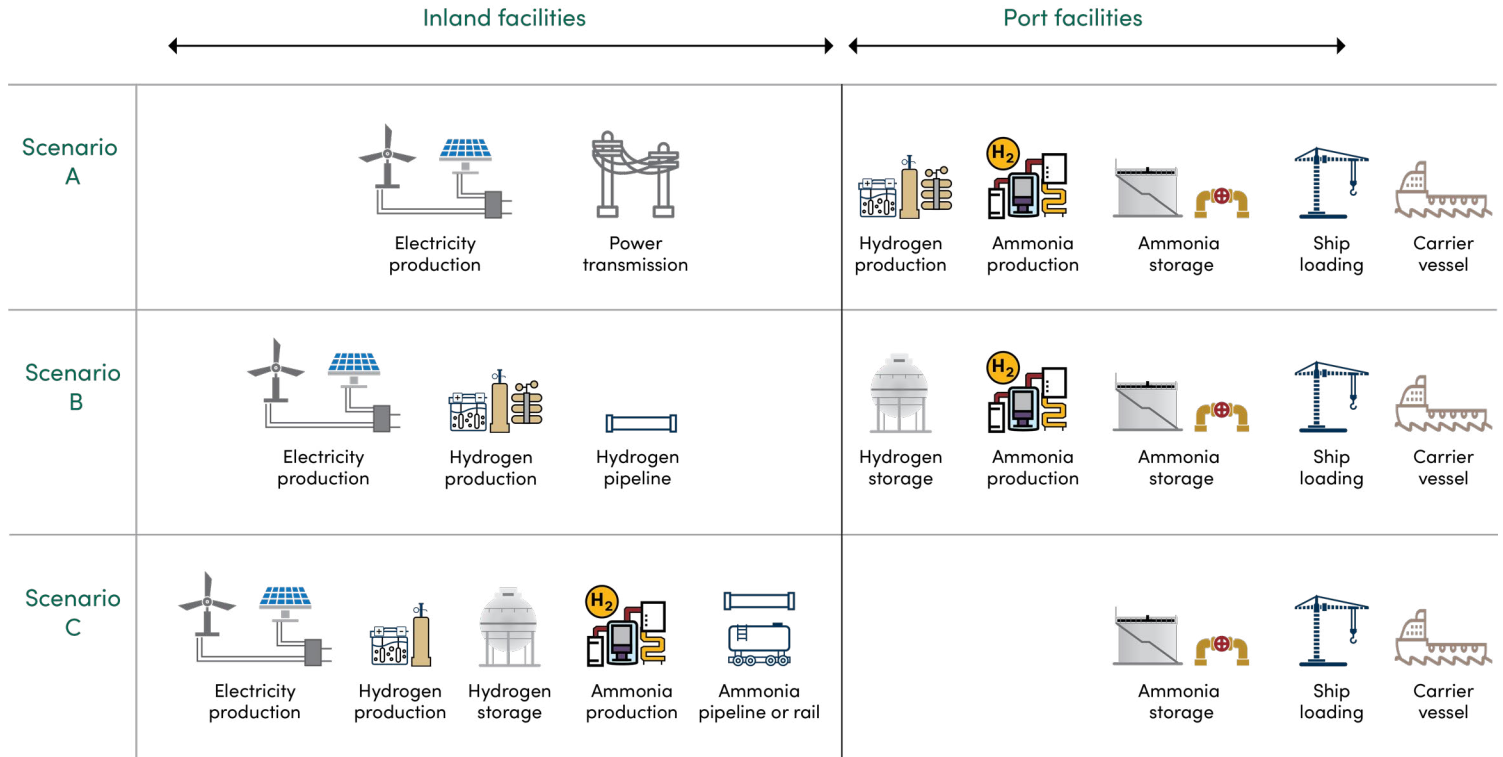 Inland facilities
Port facilities
Scenario
A
H2
Electricity
production
Power
transmission
Hydrogen
production
Ammonia
production
Ammonia
storage
Ship
loading
Carrier
vessel
Scenario
B
H2
Electricity
production
Hydrogen
production
Hydrogen
pipeline
Hydrogen
storage
Ammonia
production
Ammonia
storage
Ship
loading
Carrier
vessel
Scenario
C
H2
Electricity
production
Hydrogen
production
Hydrogen
storage
Ammonia
production
Ammonia
pipeline or rail
Ammonia
storage
Ship
loading
Carrier
vessel